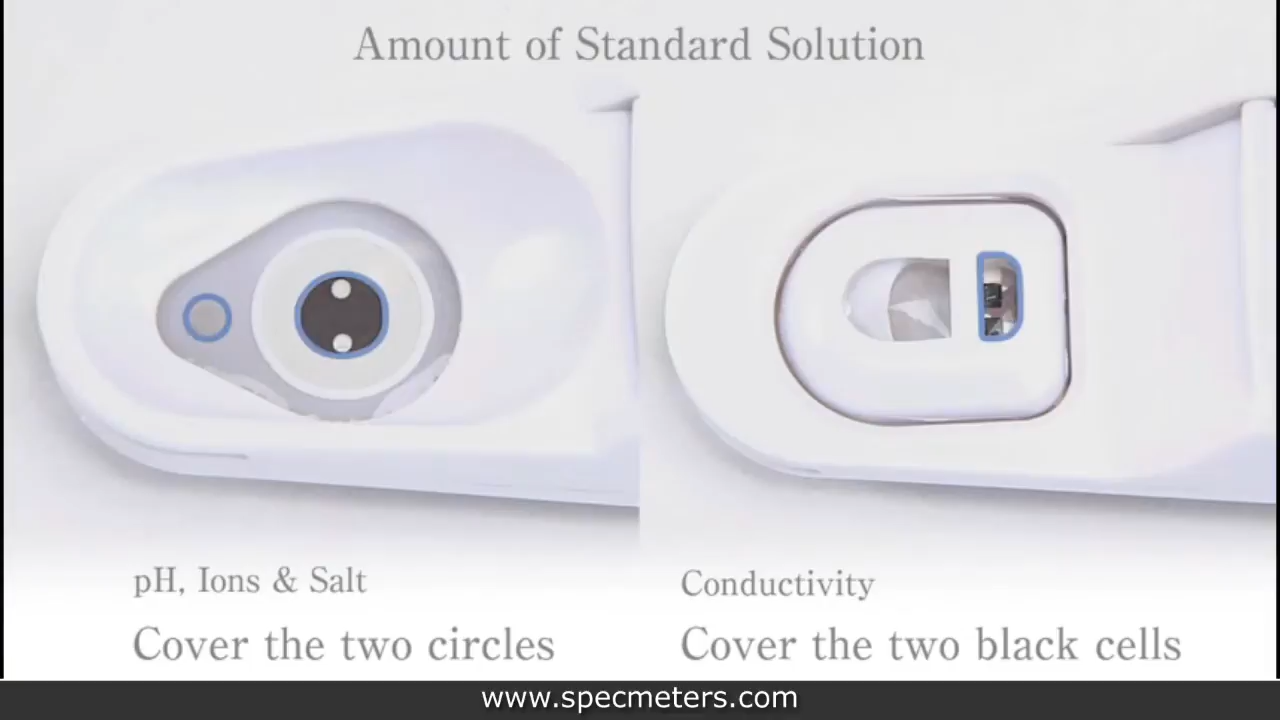 Amount of Standard Solution
pH, Ions & Salt
Cover the two circles
Conductivity
Cover the two black cells
www.specmeters.com